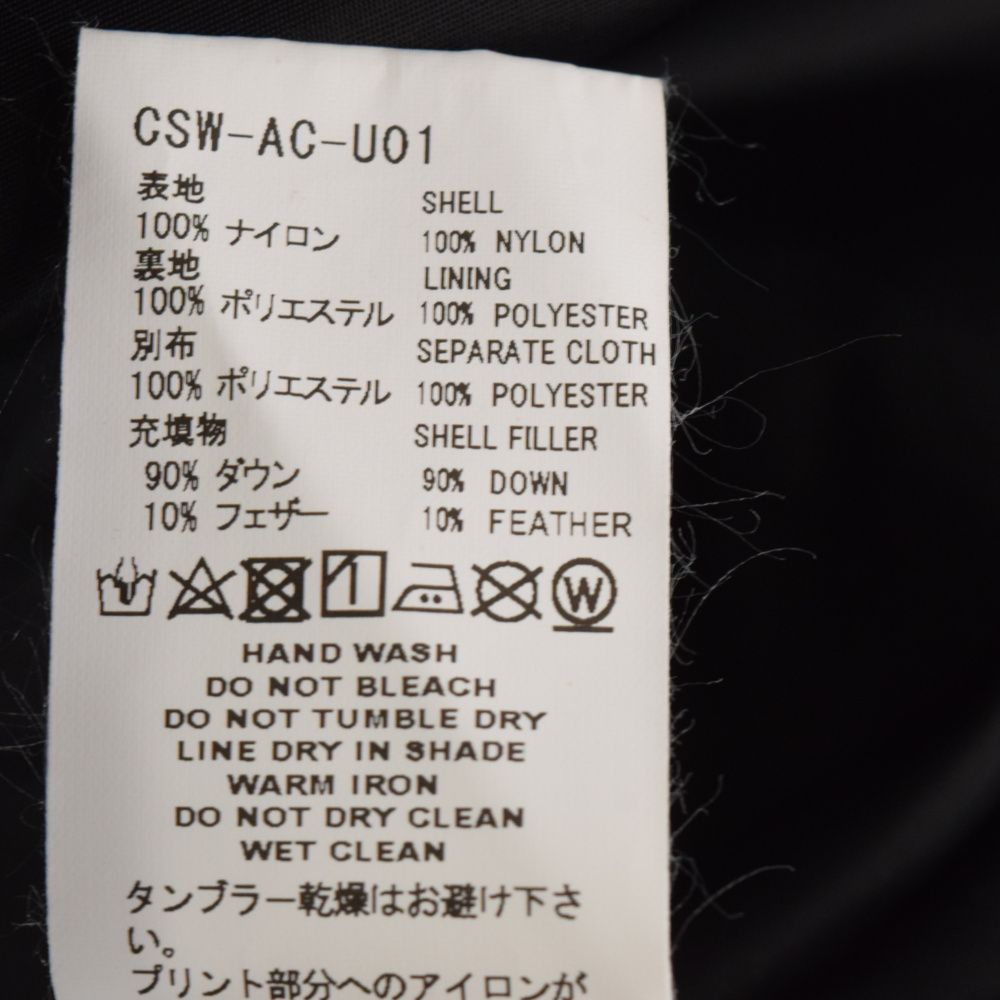 CSW-AC-U01
表地 SHELL
100% ナイロン 100% NYLON
裏地 LINING
100% ポリエステル 100% POLYESTER
別布 SEPARATE CLOTH
100% ポリエステル 100% POLYESTER
充填物 SHELL FILLER
90% ダウン 90% DOWN
10% フェザー 10% FEATHER
W
HAND WASH
DO NOT BLEACH
DO NOT TUMBLE DRY
LINE DRY IN SHADE
WARM IRON
DO NOT DRY CLEAN
WET CLEAN
タンブラー乾燥はお避け下さ
い。
プリント部分へのアイロンが